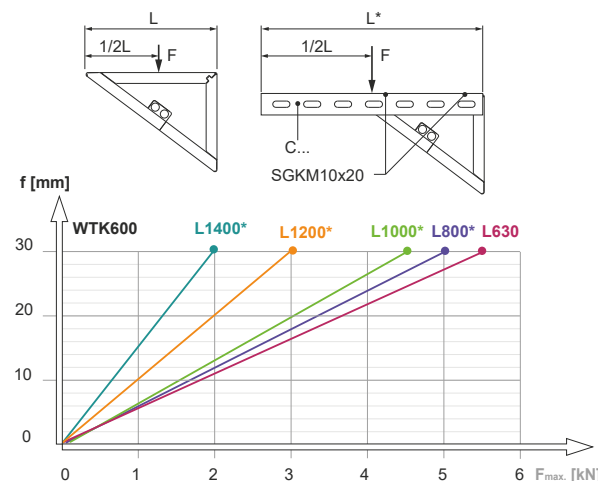 L
L*
1/2L
F
1/2L
F
C...
SGKM10x20
f [mm]
WTK600
L1400*
L1200*
L1000*
L800*
L630
30
20
10
0
0 1 2 3 4 5 6 Fmax. [kN]